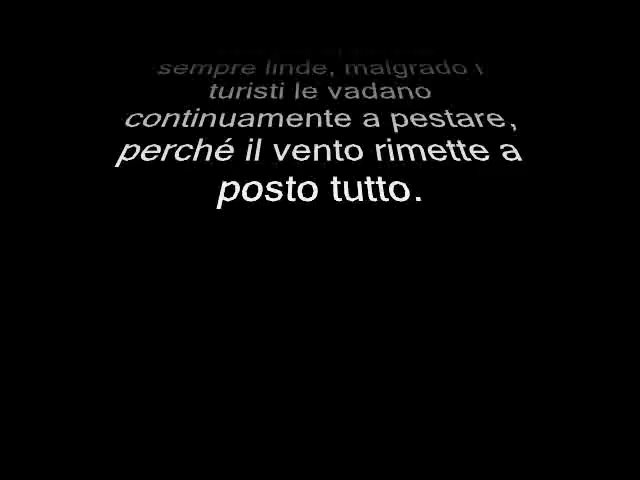 sempre linde, malgrado i
turisti le vadano
continuamente a pestare,
perché il vento rimette a
posto tutto.